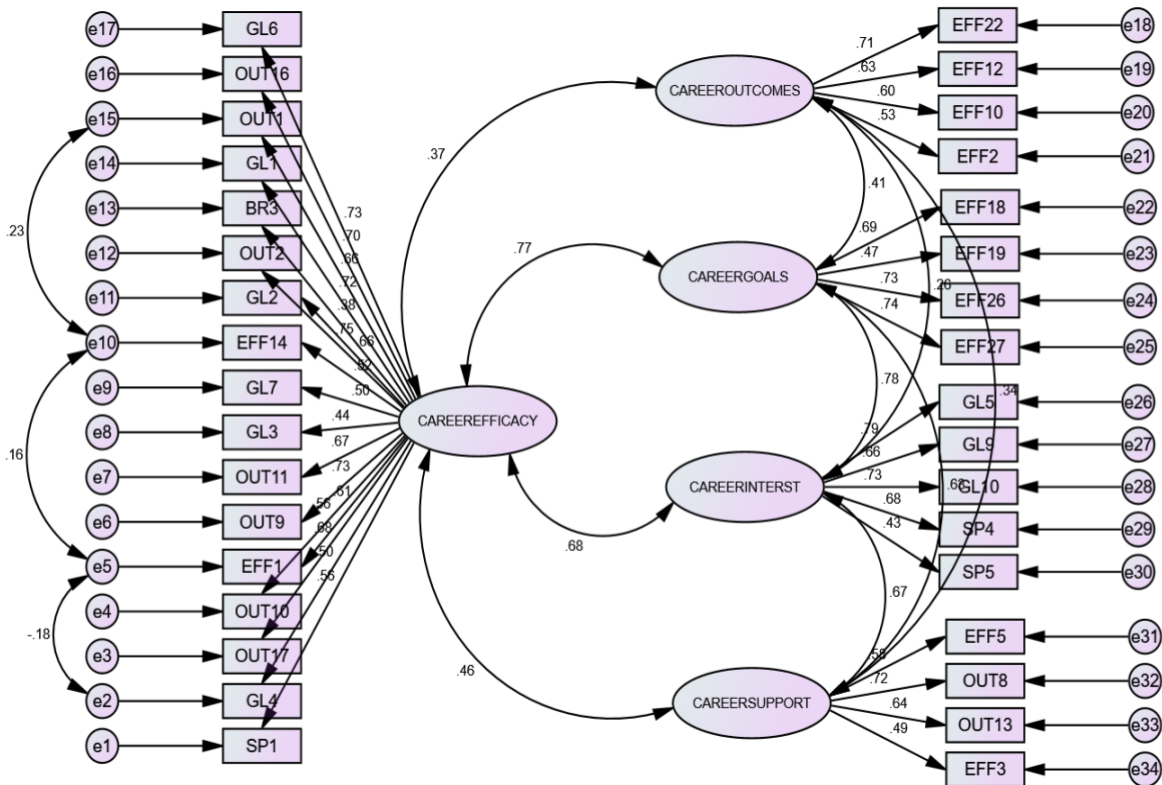 e17 GL6
e16 OUT16
e15 OUT1
e14 GL1
e13 BR3
e12 OUT2
e11 GL2
e10 EFF14
e9 GL7
e8 GL3
e7 OUT11
e6 OUT9
e5 EFF1
e4 OUT10
e3 OUT17
e2 GL4
e1 SP1
.23
.16
-.18
.73
.70
.66
.72
.38
.75
.66
.52
.50
.44
.67
.73
.61
.56
.68
.50
.56
CAREEREFFICACY
.37
.77
.68
.46
CAREEROUTCOMES
CAREERGOALS
CAREERINTERST
CAREERSUPPORT
.41
.78
.67
.34
.71 EFF22 e18
.63 EFF12 e19
.60 EFF10 e20
.53 EFF2 e21
.69 EFF18 e22
.47 EFF19 e23
.73 EFF26 e24
.74 EFF27 e25
.79 GL5 e26
.66 GL9 e27
.73 GL10 e28
.68 SP4 e29
.43 SP5 e30
EFF5 e31
.72 OUT8 e32
.64 OUT13 e33
.49 EFF3 e34